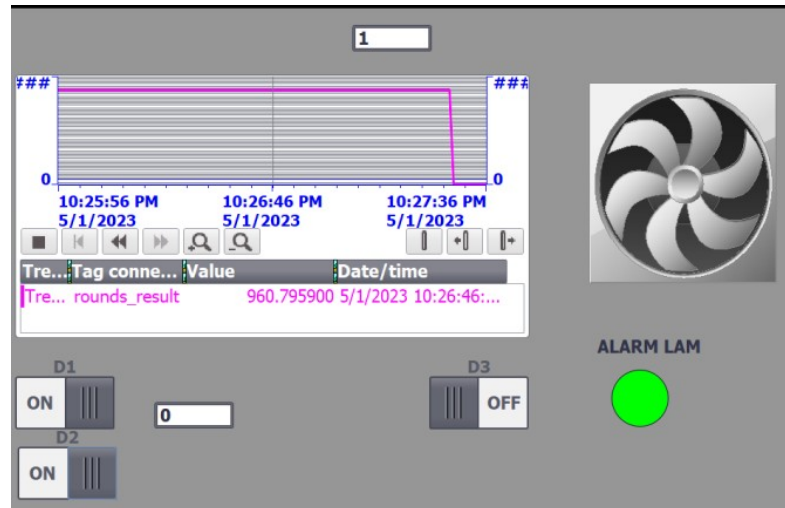 1
### ###
0 0
10:25:56 PM 10:26:46 PM 10:27:36 PM
5/1/2023 5/1/2023 5/1/2023
Tre... Tag conne... Value Date/time
Tre... rounds_result 960.795900 5/1/2023 10:26:46:...
ALARM LAM
D1 D3
ON OFF
0
D2
ON